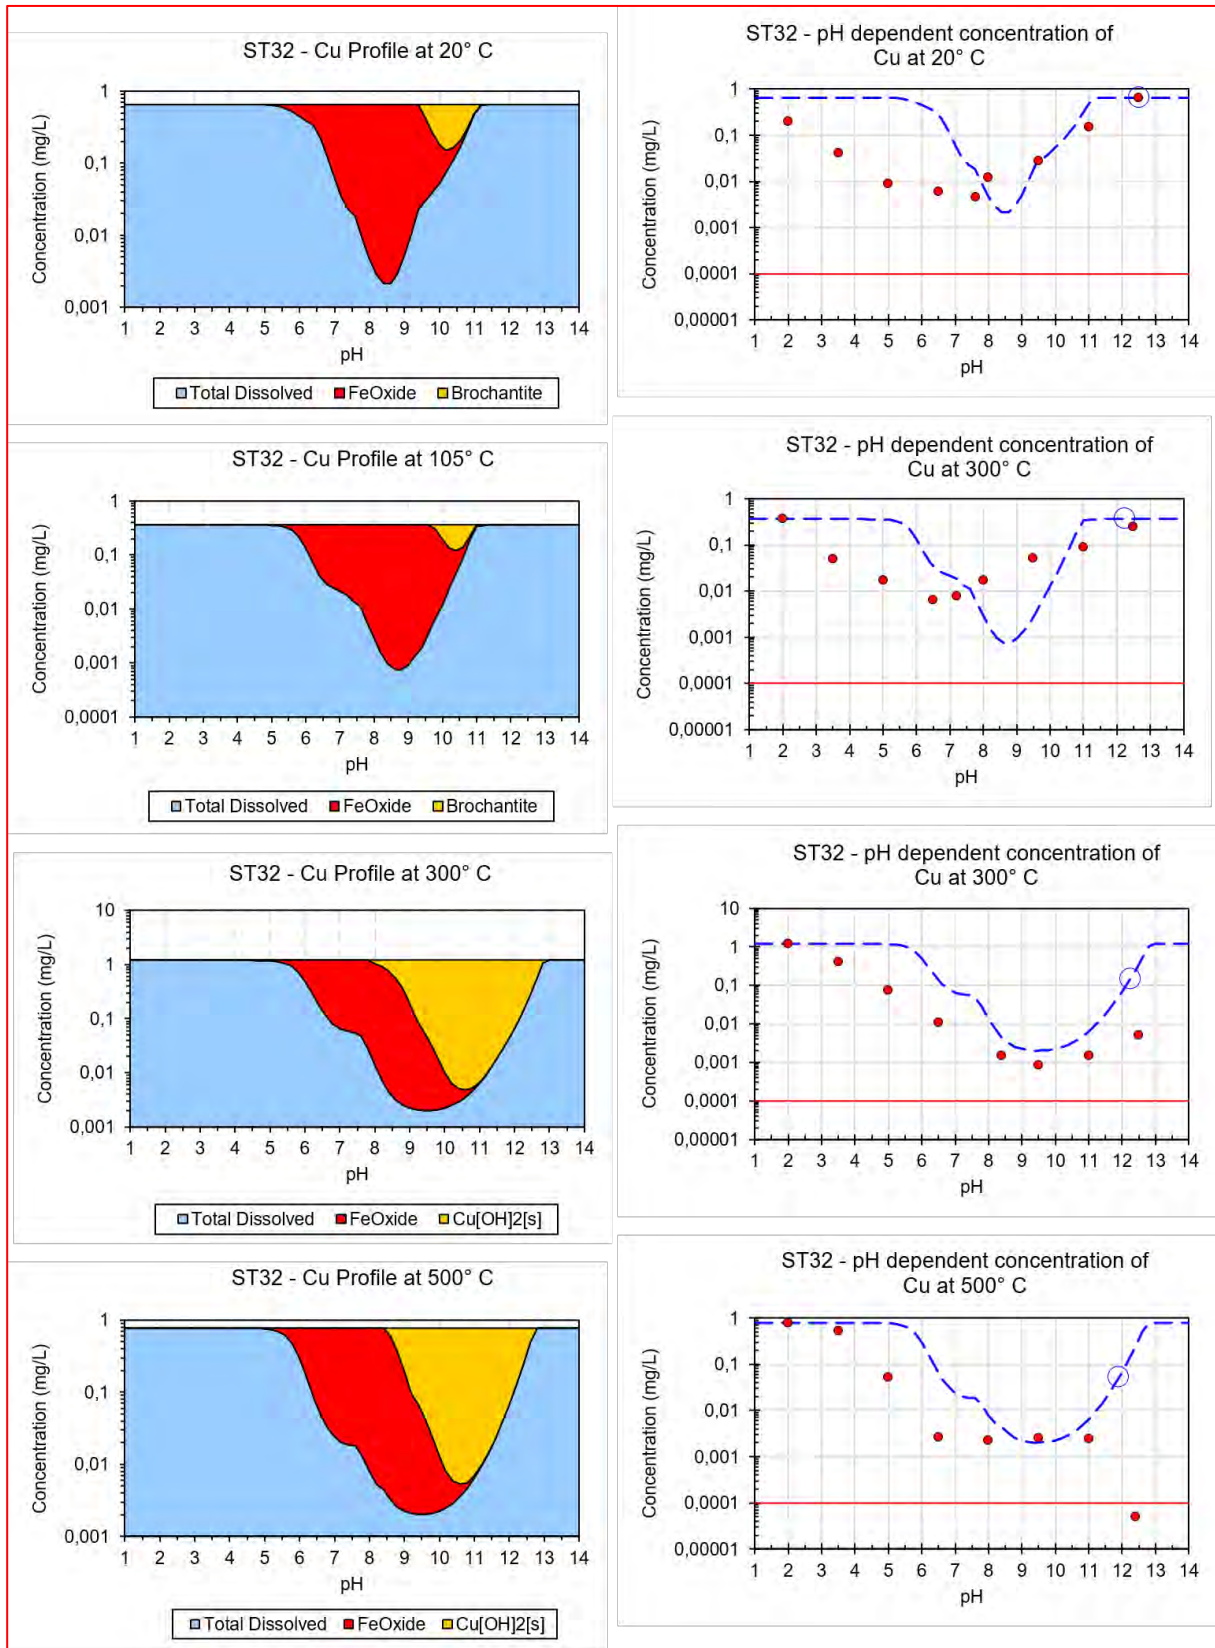 ST32 - Cu Profile at 20° C
Concentration (mg/L)
1
0,1
0,01
0,001
1 2 3 4 5 6 7 8 9 10 11 12 13 14
pH
Total Dissolved FeOxide Brochantite
ST32 - pH dependent concentration of
Cu at 20° C
Concentration (mg/L)
1
0,1
0,01
0,001
0,0001
0,00001
1 2 3 4 5 6 7 8 9 10 11 12 13 14
pH
ST32 - Cu Profile at 105° C
Concentration (mg/L)
1
0,1
0,01
0,001
0,0001
1 2 3 4 5 6 7 8 9 10 11 12 13 14
pH
Total Dissolved FeOxide Brochantite
ST32 - pH dependent concentration of
Cu at 300° C
Concentration (mg/L)
1
0,1
0,01
0,001
0,0001
0,00001
1 2 3 4 5 6 7 8 9 10 11 12 13 14
pH
ST32 - Cu Profile at 300° C
Concentration (mg/L)
10
1
0,1
0,01
0,001
1 2 3 4 5 6 7 8 9 10 11 12 13 14
pH
Total Dissolved FeOxide Cu[OH]2[s]
ST32 - pH dependent concentration of
Cu at 300° C
Concentration (mg/L)
10
1
0,1
0,01
0,001
0,0001
0,00001
1 2 3 4 5 6 7 8 9 10 11 12 13 14
pH
ST32 - Cu Profile at 500° C
Concentration (mg/L)
1
0,1
0,01
0,001
1 2 3 4 5 6 7 8 9 10 11 12 13 14
pH
Total Dissolved FeOxide Cu[OH]2[s]
ST32 - pH dependent concentration of
Cu at 500° C
Concentration (mg/L)
1
0,1
0,01
0,001
0,0001
0,00001
1 2 3 4 5 6 7 8 9 10 11 12 13 14
pH